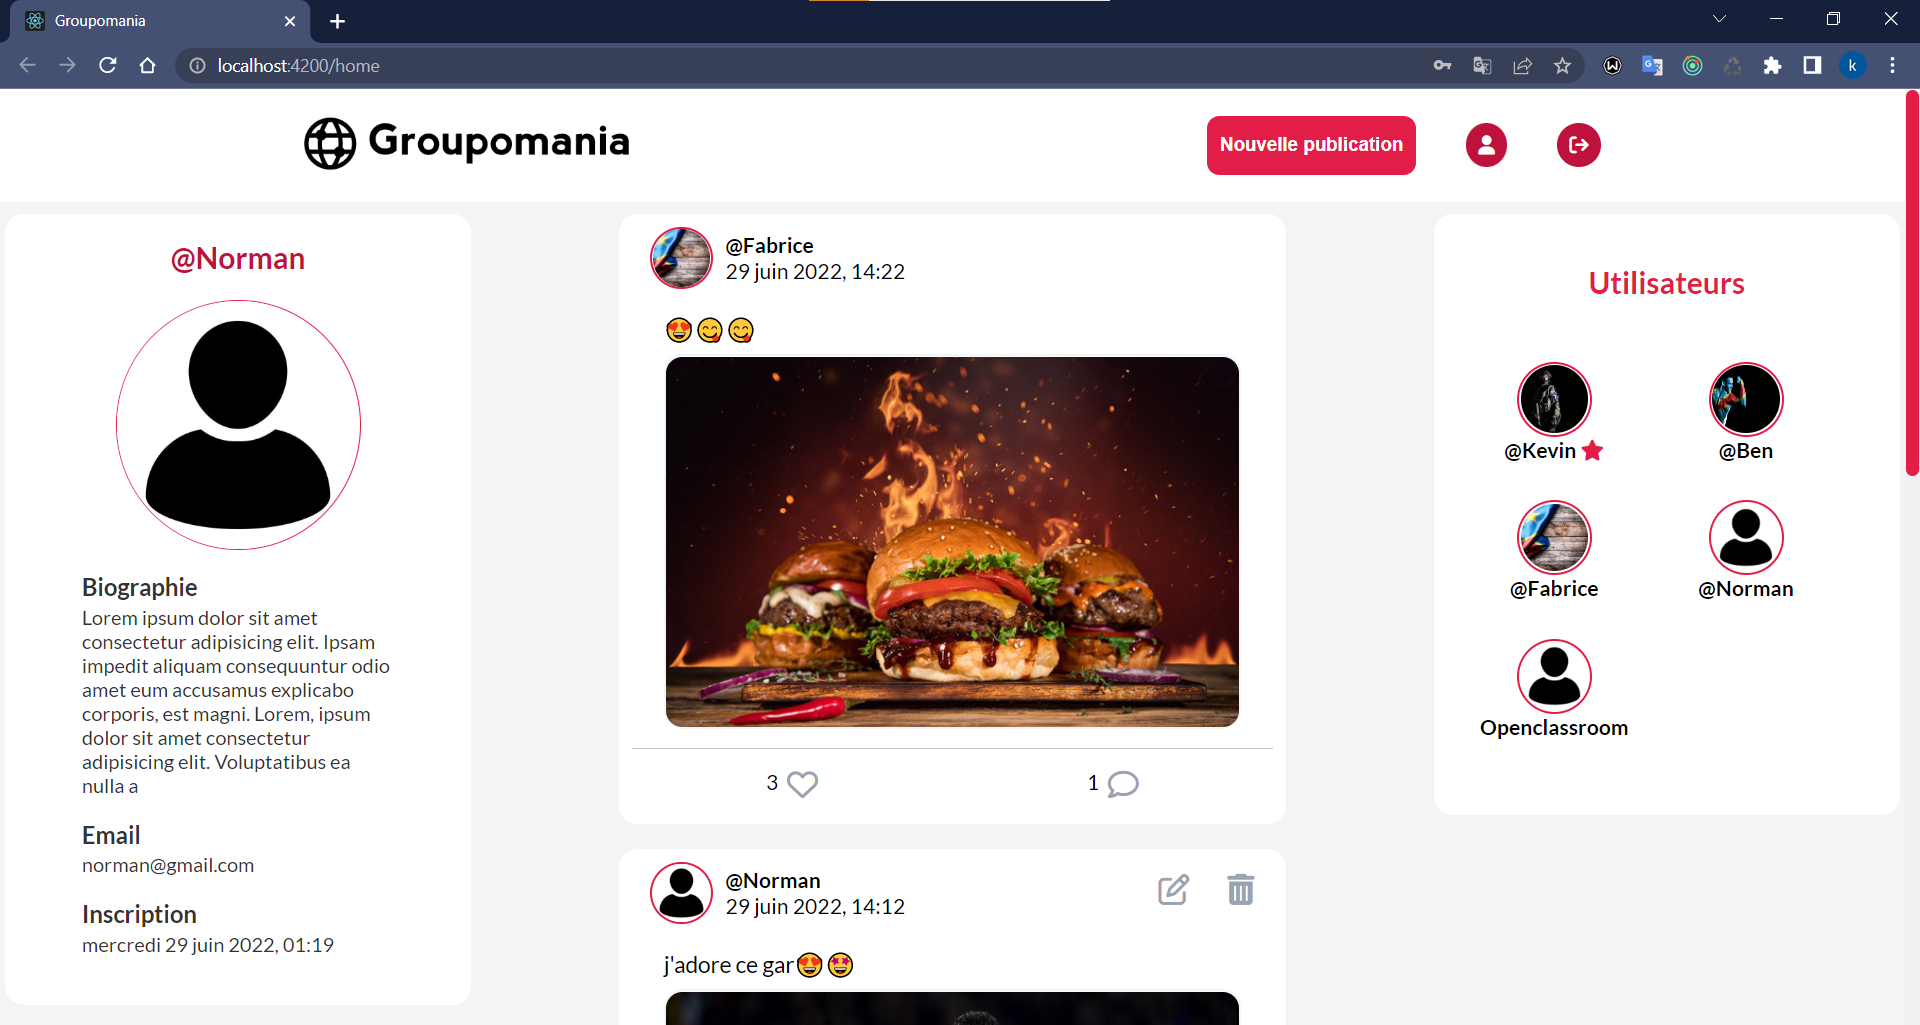 Groupomania
localhost:4200/home
k
Groupomania
Nouvelle publication
@Norman
Biographie
Lorem ipsum dolor sit amet
consectetur adipisicing elit. Ipsam
impedit aliquam consequuntur odio
amet eum accusamus explicabo
corporis, est magni. Lorem, ipsum
dolor sit amet consectetur
adipisicing elit. Voluptatibus ea
nulla a
Email
norman@gmail.com
Inscription
mercredi 29 juin 2022, 01:19
@Fabrice
29 juin 2022, 14:22
😍😋😋
3
1
@Norman
29 juin 2022, 14:12
j'adore ce gar😍🤩
Utilisateurs
@Kevin
@Ben
@Fabrice
@Norman
Openclassroom